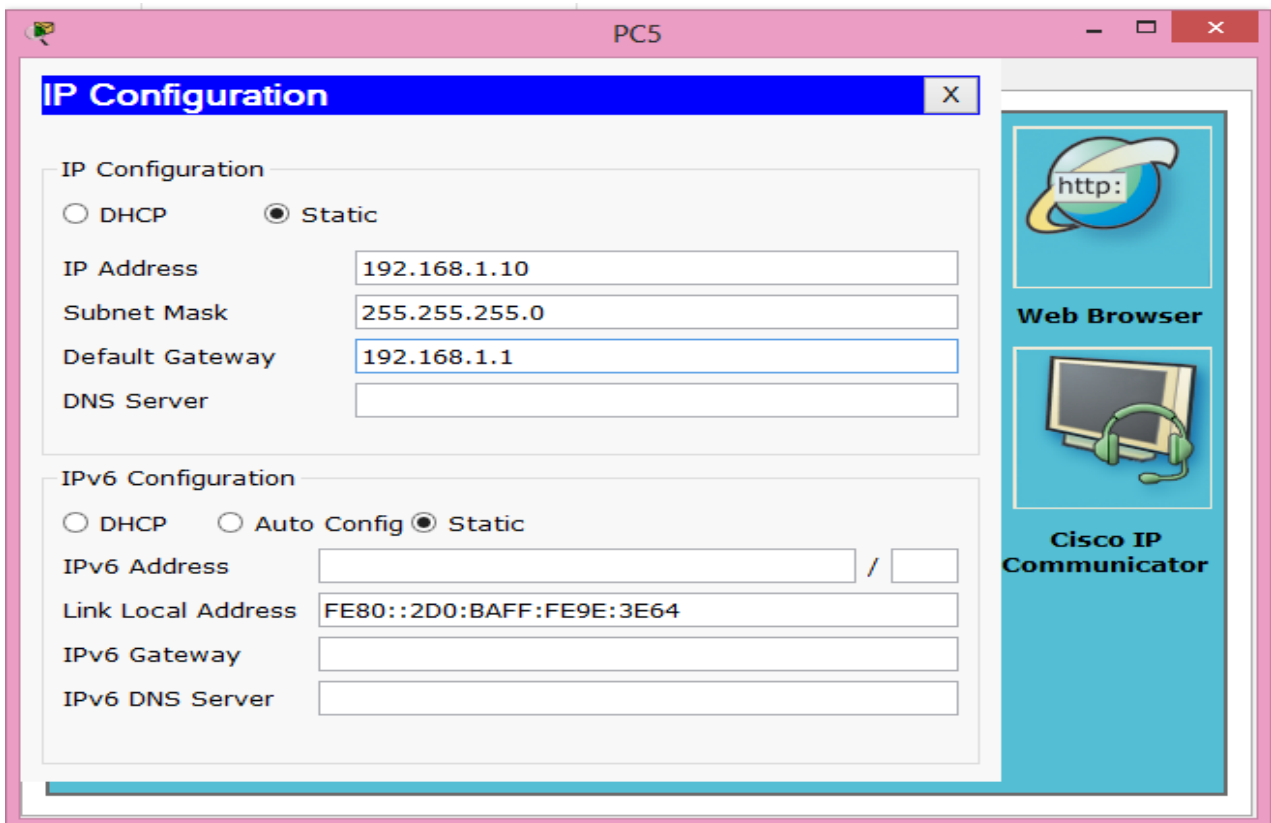 PC5
IP Configuration
X
IP Configuration
DHCP
Static
IP Address
192.168.1.10
Subnet Mask
255.255.255.0
Default Gateway
192.168.1.1
DNS Server
IPv6 Configuration
DHCP
Auto Config
Static
IPv6 Address
/
Link Local Address
FE80::2D0:BAFF:FE9E:3E64
IPv6 Gateway
IPv6 DNS Server
http:
Web Browser
Cisco IP
Communicator